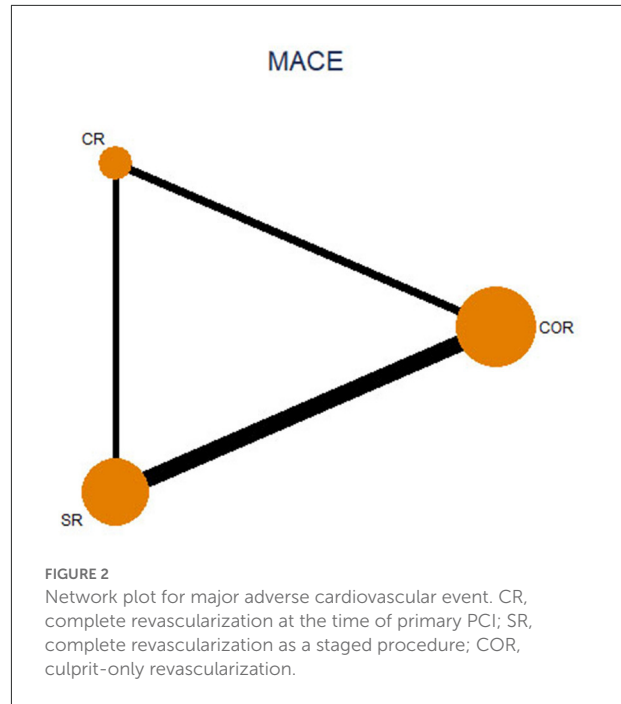 MACE
CR
COR
SR
FIGURE 2
Network plot for major adverse cardiovascular event. CR,
complete revascularization at the time of primary PCI; SR,
complete revascularization as a staged procedure; COR,
culprit-only revascularization.